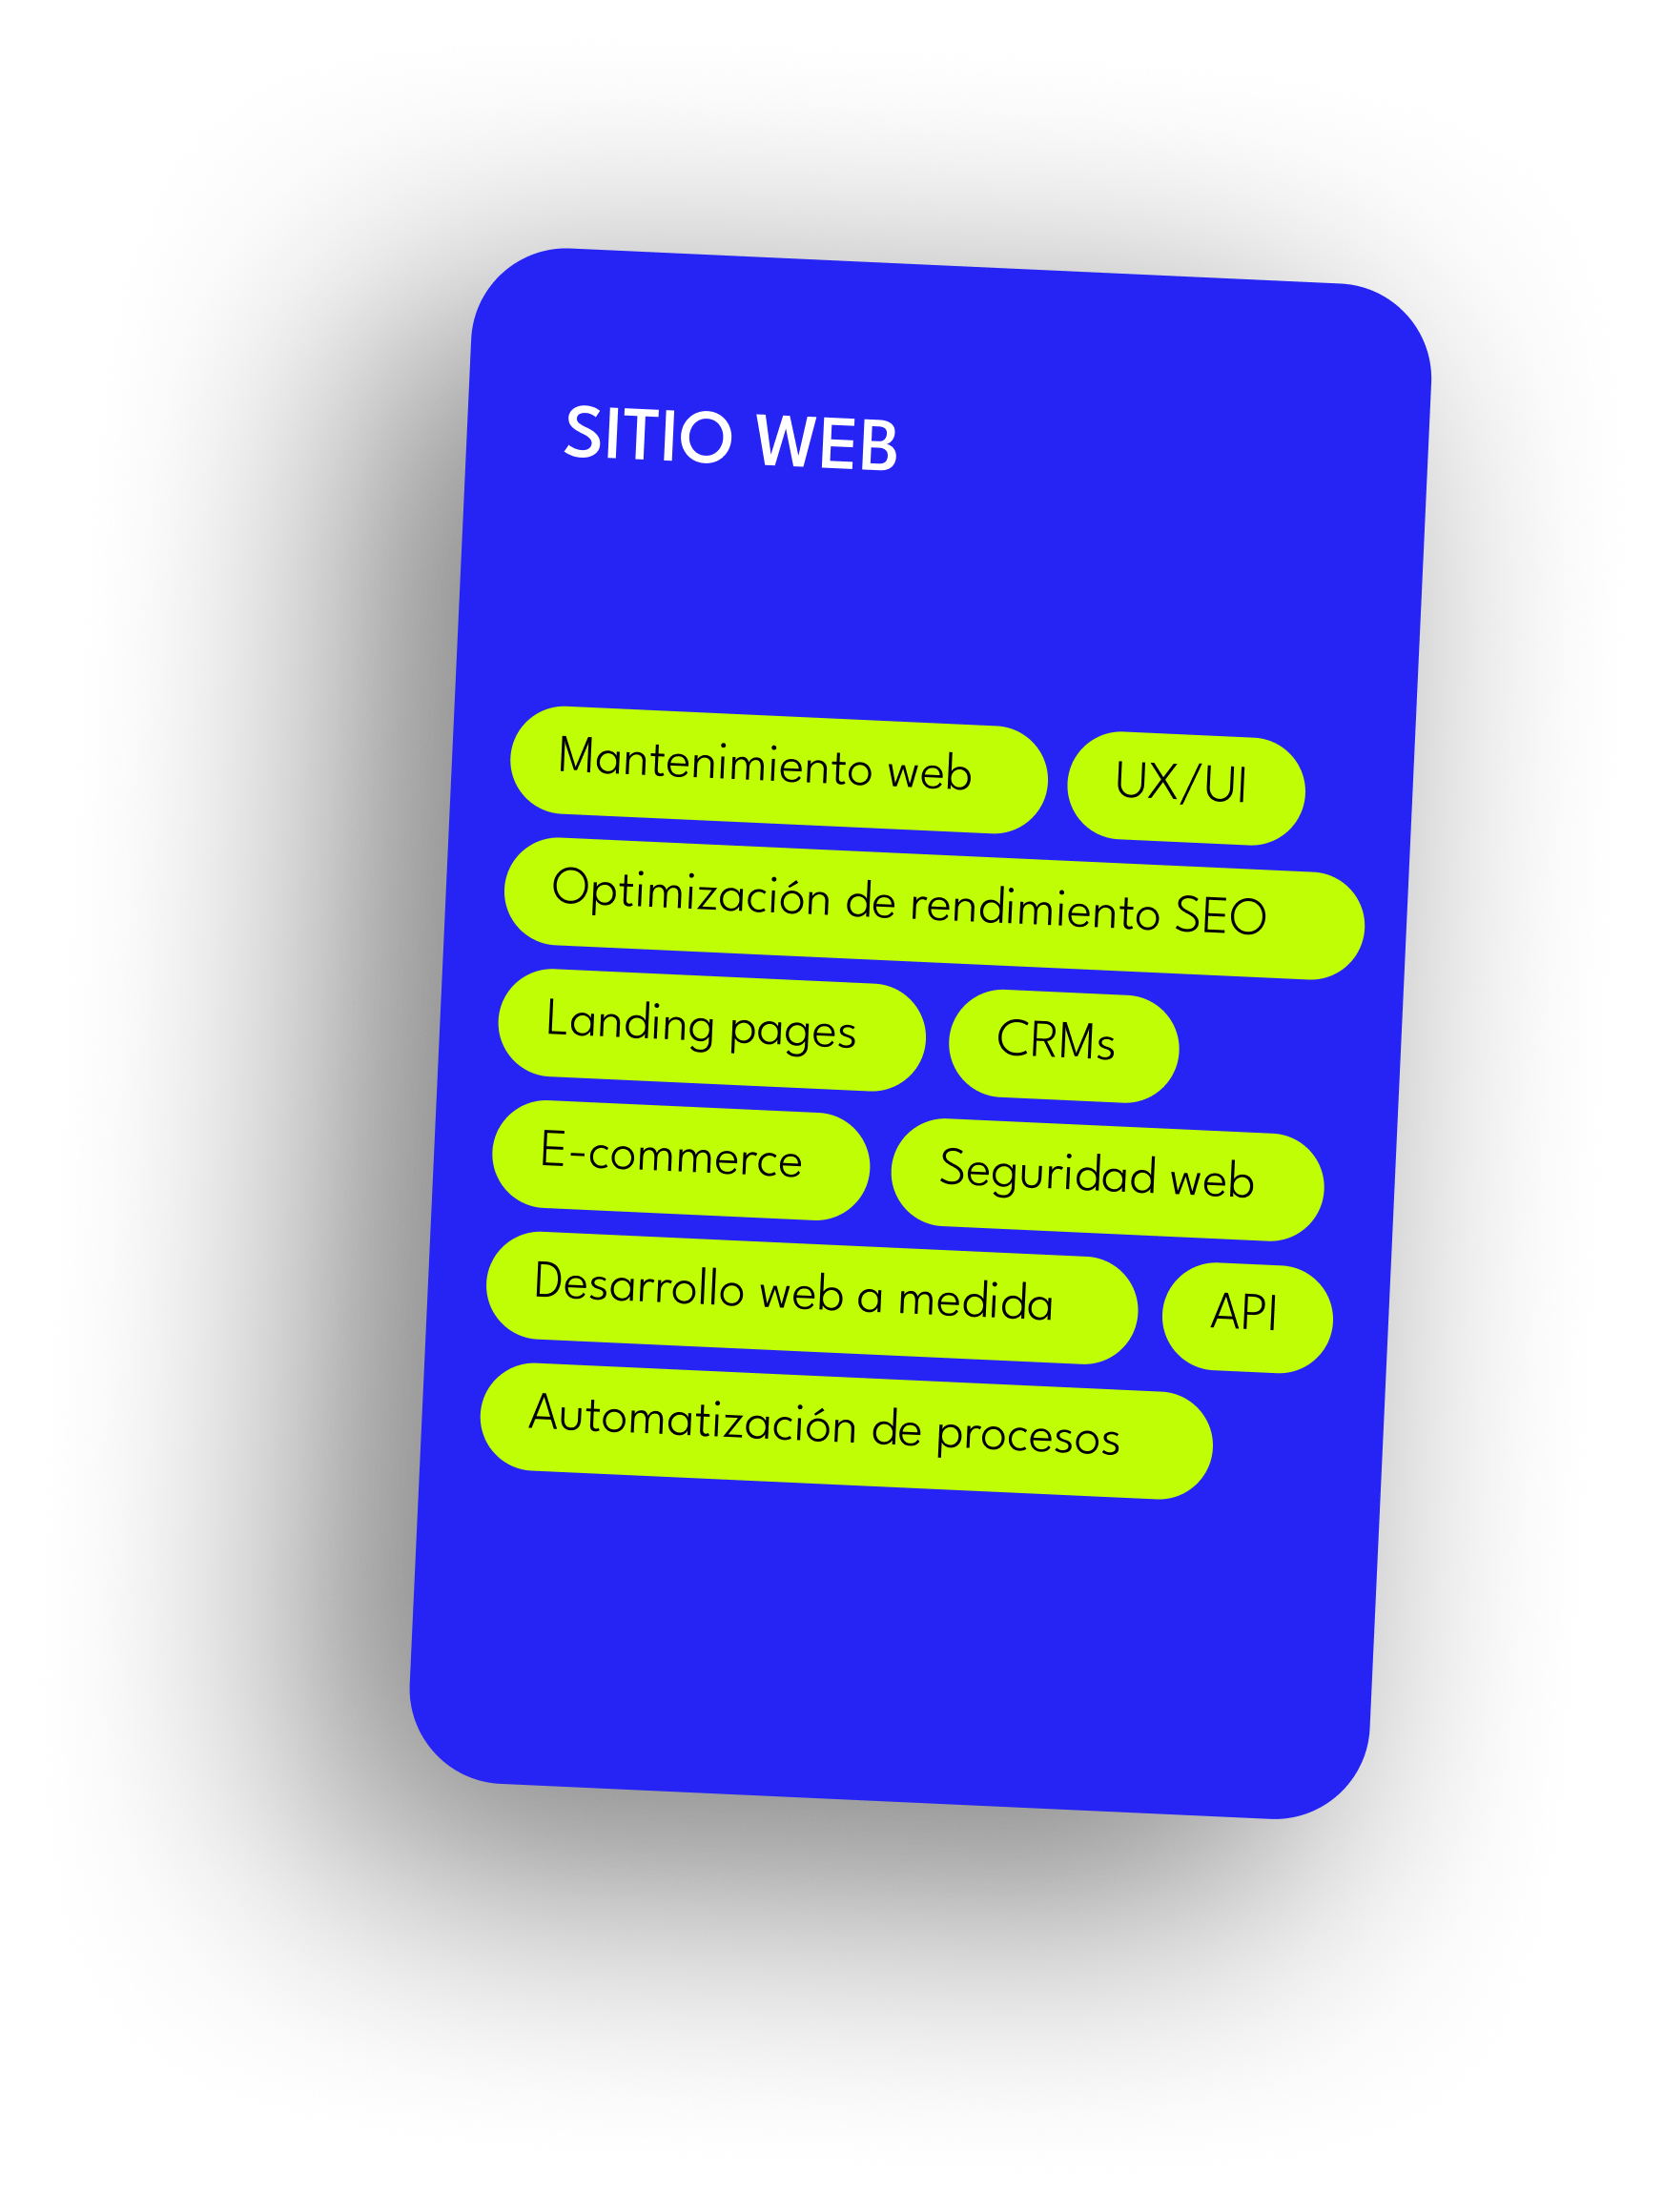 SITIO WEB
Mantenimiento web
UX/UI
Optimización de rendimiento SEO
Landing pages
CRMs
E-commerce
Seguridad web
Desarrollo web a medida
API
Automatización de procesos